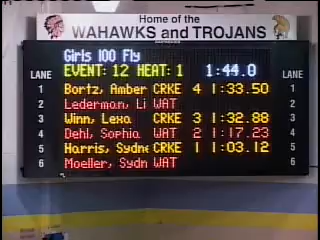 Home of the
WAHAWKS and TROJANS
Girls 100 Fly
EVENT: 12 HEAT: 1 1:44.0
LANE LANE
1 Bortz, Amber CRKE 4 1:33.50 1
2 Lederman, Li WAT 2
3 Winn, Lexa CRKE 3 1:32.88 3
4 Dehl, Sophia WAT 2 1:17.23 4
5 Harris, Sydne CRKE 1 1:03.12 5
6 Moeller, Sydn WAT 6